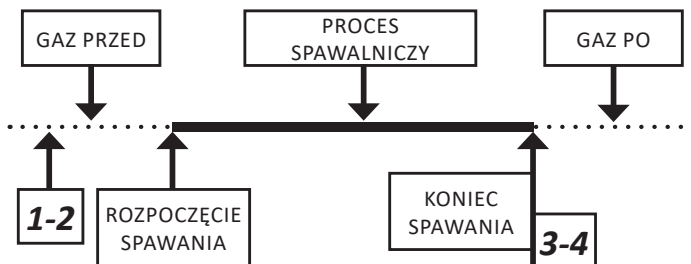 GAZ PRZED
PROCES
SPAWALNICZY
GAZ PO
1-2
ROZPOCZĘCIE
SPAWANIA
KONIEC
SPAWANIA
3-4